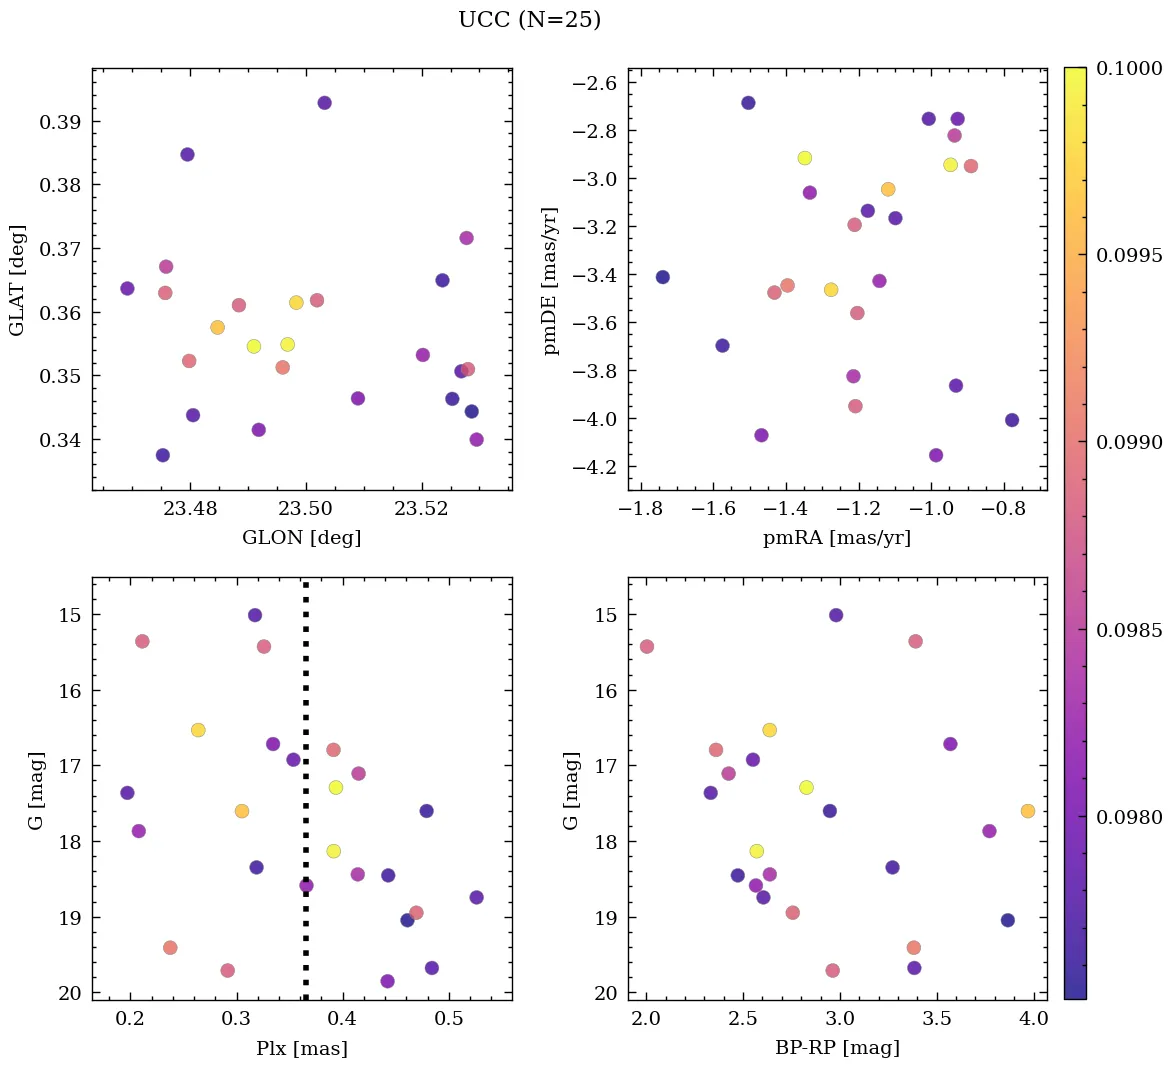 UCC (N=25)
0.39
0.38
0.37
0.36
0.35
0.34
GLAT [deg]
23.48 23.50 23.52
GLON [deg]
−2.6
−2.8
−3.0
−3.2
−3.4
−3.6
−3.8
−4.0
−4.2
pmDE [mas/yr]
−1.8 −1.6 −1.4 −1.2 −1.0 −0.8
pmRA [mas/yr]
15
16
17
18
19
20
G [mag]
0.2 0.3 0.4 0.5
Plx [mas]
15
16
17
18
19
20
G [mag]
2.0 2.5 3.0 3.5 4.0
BP-RP [mag]
0.1000
0.0995
0.0990
0.0985
0.0980